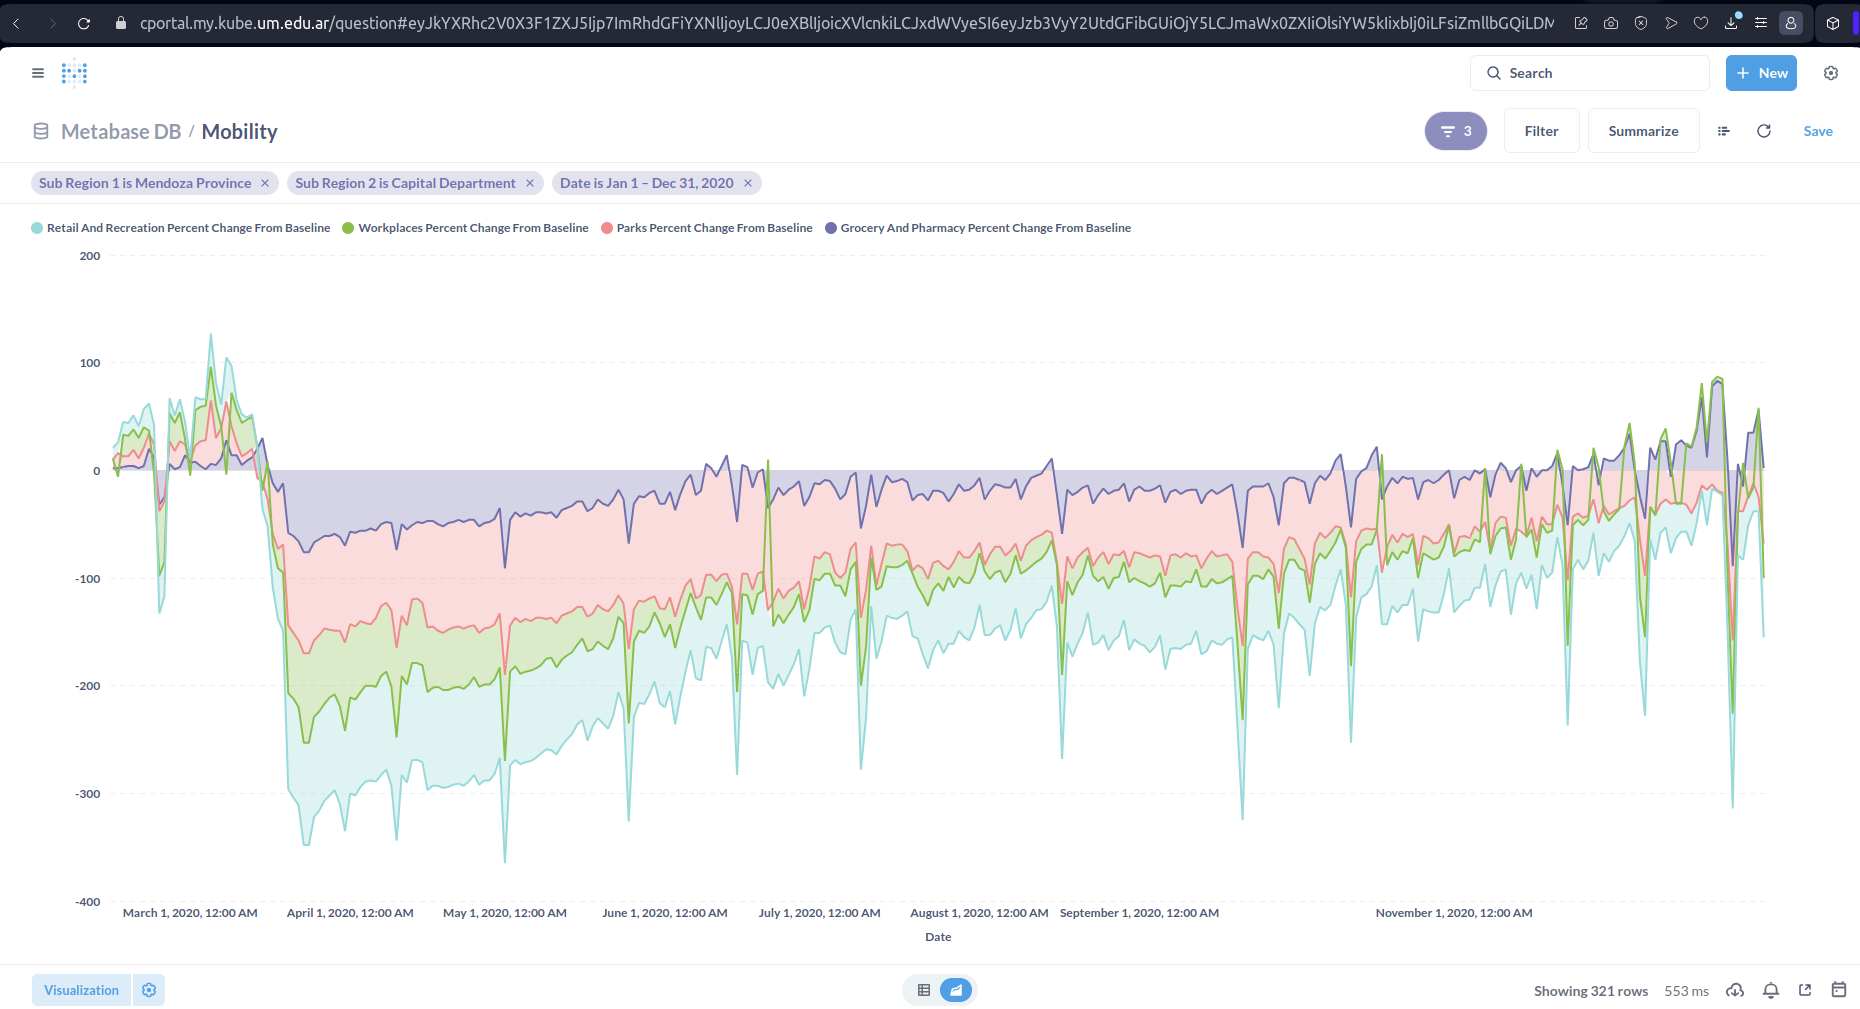 cportal.my.kube.um.edu.ar/question#eyJkYXRhc2V0X3F1ZXJ5Ijp7ImRhdGFiYXNlIjoyLCJ0eXBlIjoicXVlcnkiLCJxdWVyeSI6eyJzb3VyY2UtdGFibGUiOjY5LCJmaWx0ZXIiOlsiYW5kIixbIj0iLFsiZmllbGQiLDM
Search
+ New
Metabase DB / Mobility
3
Filter
Summarize
Save
Sub Region 1 is Mendoza Province ×
Sub Region 2 is Capital Department ×
Date is Jan 1 – Dec 31, 2020 ×
Retail And Recreation Percent Change From Baseline
Workplaces Percent Change From Baseline
Parks Percent Change From Baseline
Grocery And Pharmacy Percent Change From Baseline
200
100
0
-100
-200
-300
-400
March 1, 2020, 12:00 AM
April 1, 2020, 12:00 AM
May 1, 2020, 12:00 AM
June 1, 2020, 12:00 AM
July 1, 2020, 12:00 AM
August 1, 2020, 12:00 AM
September 1, 2020, 12:00 AM
November 1, 2020, 12:00 AM
Date
Visualization
Showing 321 rows
553 ms